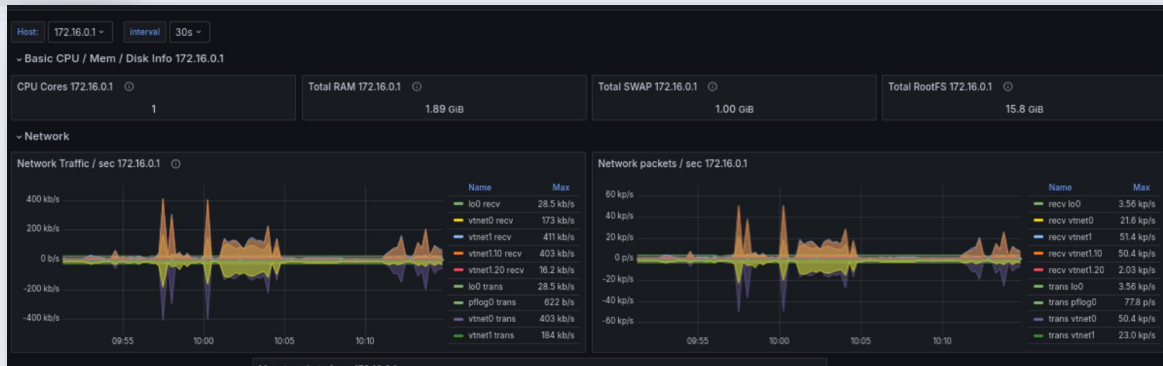 Host: 172.16.0.1 interval 30s
Basic CPU / Mem / Disk Info 172.16.0.1
CPU Cores 172.16.0.1
1
Total RAM 172.16.0.1
1.89 GiB
Total SWAP 172.16.0.1
1.00 GiB
Total RootFS 172.16.0.1
15.8 GiB
Network
Network Traffic / sec 172.16.0.1
400 kb/s
200 kb/s
0 b/s
-200 kb/s
-400 kb/s
09:55 10:00 10:05 10:10
Name Max
lo0 recv 28.5 kb/s
vtnet0 recv 173 kb/s
vtnet1 recv 411 kb/s
vtnet1.10 recv 403 kb/s
vtnet1.20 recv 16.2 kb/s
lo0 trans 28.5 kb/s
pflog0 trans 622 b/s
vtnet0 trans 403 kb/s
vtnet1 trans 184 kb/s
Network packets / sec 172.16.0.1
60 kp/s
40 kp/s
20 kp/s
0 p/s
-20 kp/s
-40 kp/s
-60 kp/s
09:55 10:00 10:05 10:10
Name Max
recv lo0 3.56 kp/s
recv vtnet0 21.6 kp/s
recv vtnet1 51.4 kp/s
recv vtnet1.10 50.4 kp/s
recv vtnet1.20 2.03 kp/s
trans lo0 3.56 kp/s
trans pflog0 77.8 p/s
trans vtnet0 50.4 kp/s
trans vtnet1 23.0 kp/s